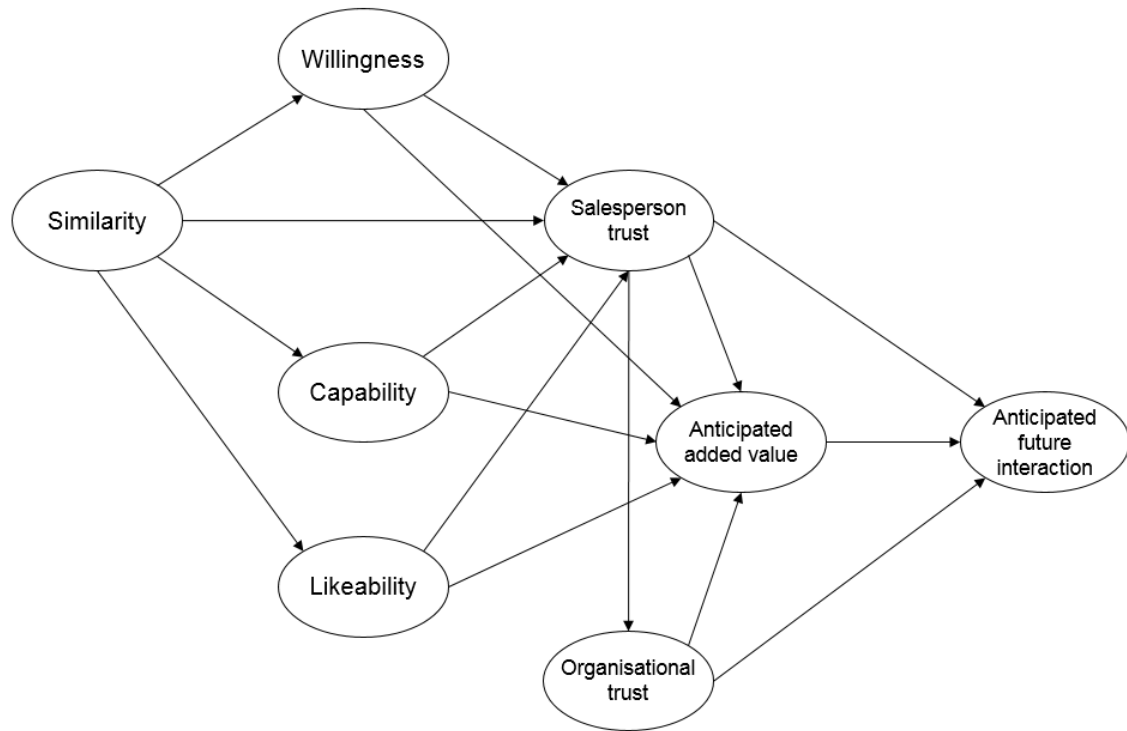 Willingness
Similarity
Salesperson
trust
Capability
Anticipated
added value
Anticipated
future
interaction
Likeability
Organisational
trust